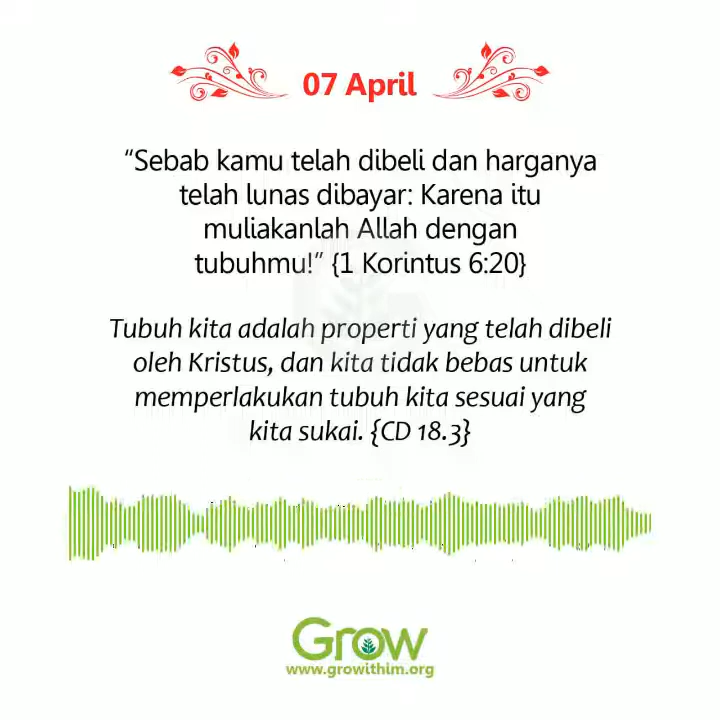 07 April
“Sebab kamu telah dibeli dan harganya
telah lunas dibayar: Karena itu
muliakanlah Allah dengan
tubuhmu!” {1 Korintus 6:20}
Tubuh kita adalah properti yang telah dibeli
oleh Kristus, dan kita tidak bebas untuk
memperlakukan tubuh kita sesuai yang
kita sukai. {CD 18.3}
Grow
www.growithim.org